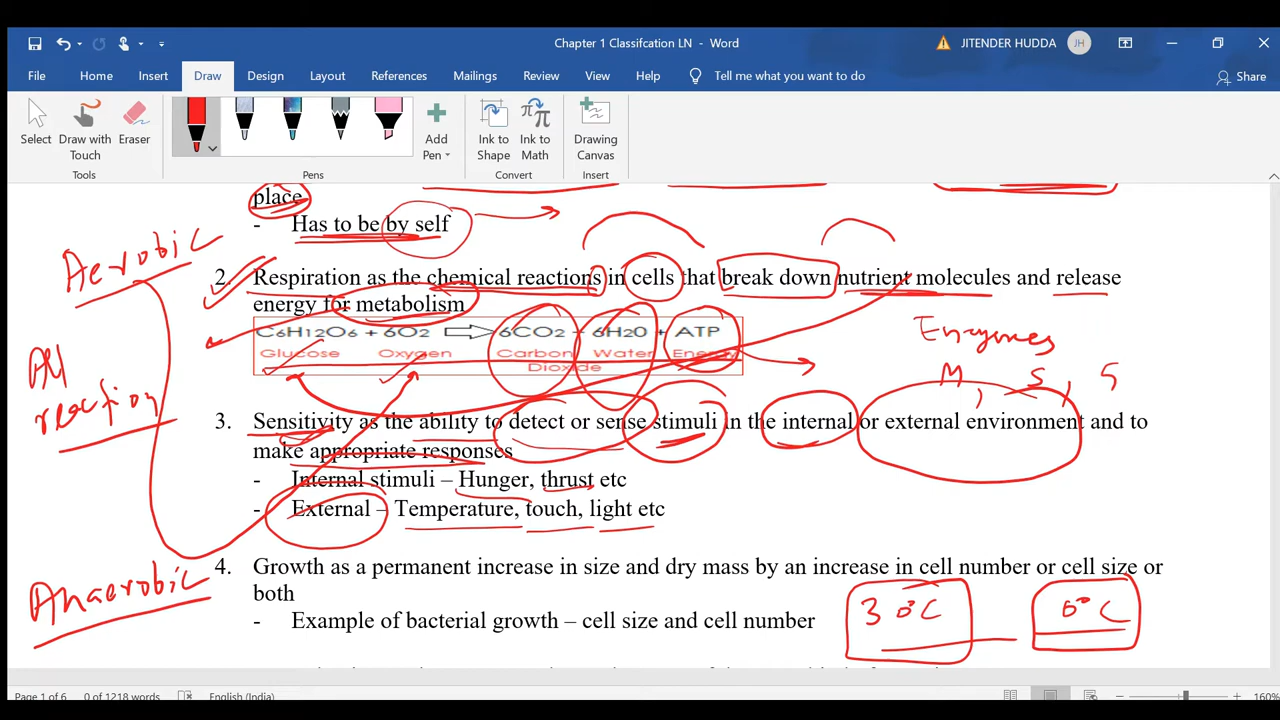 Chapter 1 Classifcation LN - Word
JITENDER HUDDA JH
File Home Insert Draw Design Layout References Mailings Review View Help Tell me what you want to do Share
Select Draw with Touch Eraser Add Pen Ink to Shape Ink to Math Drawing Canvas
Tools Pens Convert Insert
place
- Has to be by self
Aerobic
2. Respiration as the chemical reactions in cells that break down nutrient molecules and release
energy for metabolism
C6H12O6 + 6O2 6CO2 + 6H2O + ATP
Glucose Oxygen Carbon Dioxide Water Energy
Enzymes
M S S
All
reaction
3. Sensitivity as the ability to detect or sense stimuli in the internal or external environment and to
make appropriate responses
- Internal stimuli – Hunger, thrust etc
- External – Temperature, touch, light etc
4. Growth as a permanent increase in size and dry mass by an increase in cell number or cell size or
both
Anaerobic
- Example of bacterial growth – cell size and cell number
30°C 0°C
Page 1 of 6 0 of 1218 words English (India) 160%